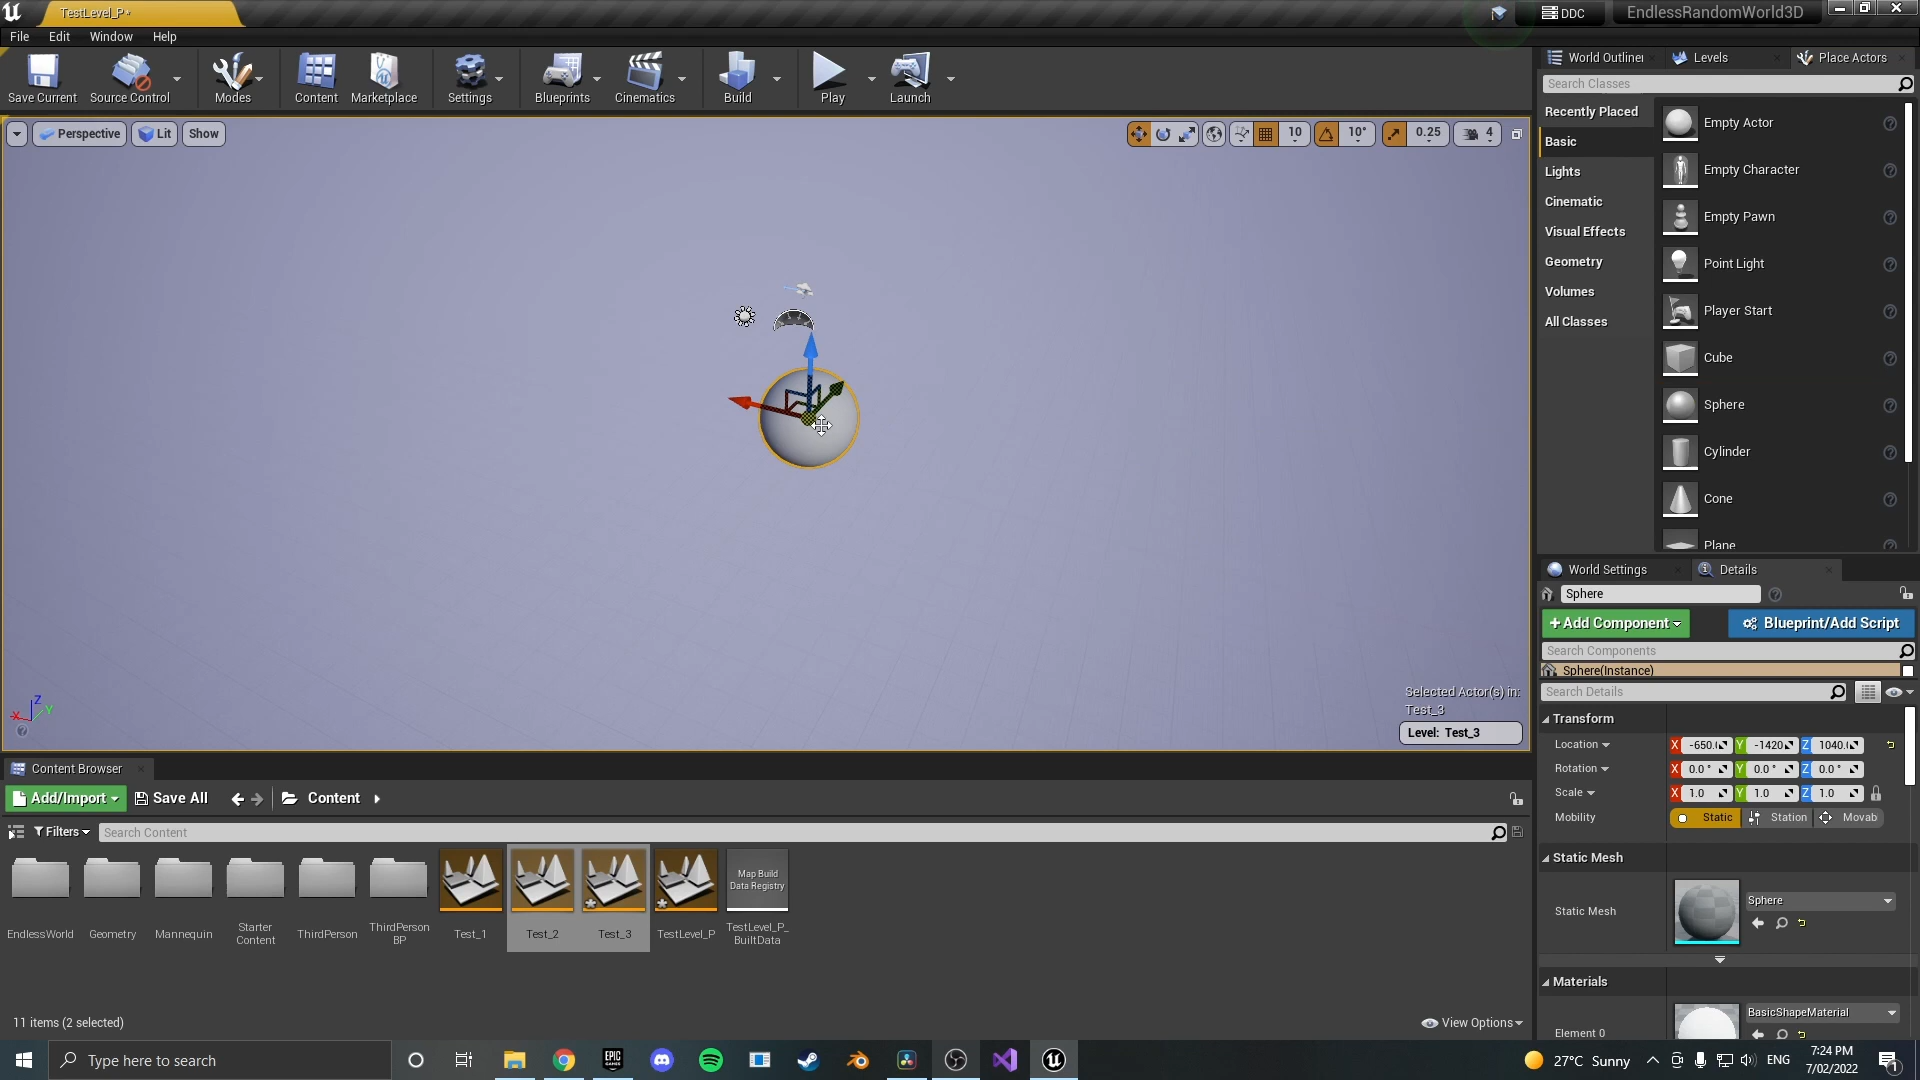 TestLevel_P*
DDC
EndlessRandomWorld3D
File Edit Window Help
Save Current
Source Control
Modes
Content
Marketplace
Settings
Blueprints
Cinematics
Build
Play
Launch
World Outliner
Levels
Place Actors
Search Classes
Recently Placed
Basic
Lights
Cinematic
Visual Effects
Geometry
Volumes
All Classes
Empty Actor
Empty Character
Empty Pawn
Point Light
Player Start
Cube
Sphere
Cylinder
Cone
Plane
Perspective
Lit
Show
10
10°
0.25
4
Selected Actor(s) in:
Test_3
Level: Test_3
X Y Z
World Settings
Details
Sphere
+Add Component
Blueprint/Add Script
Search Components
Sphere(Instance)
Search Details
Transform
Location X -650.( Y -1420 Z 1040.(
Rotation X 0.0 ° Y 0.0 ° Z 0.0 °
Scale X 1.0 Y 1.0 Z 1.0
Mobility Static Station Movab
Static Mesh
Static Mesh
Sphere
Materials
Element 0
BasicShapeMaterial
Content Browser
Add/Import
Save All
Content
Filters
Search Content
EndlessWorld
Geometry
Mannequin
Starter
Content
ThirdPerson
ThirdPerson
BP
Test_1
Test_2
Test_3
TestLevel_P
Map Build
Data Registry
TestLevel_P_
BuiltData
11 items (2 selected)
View Options
Type here to search
EPIC
GAMES
27°C Sunny
ENG
7:24 PM
7/02/2022
1